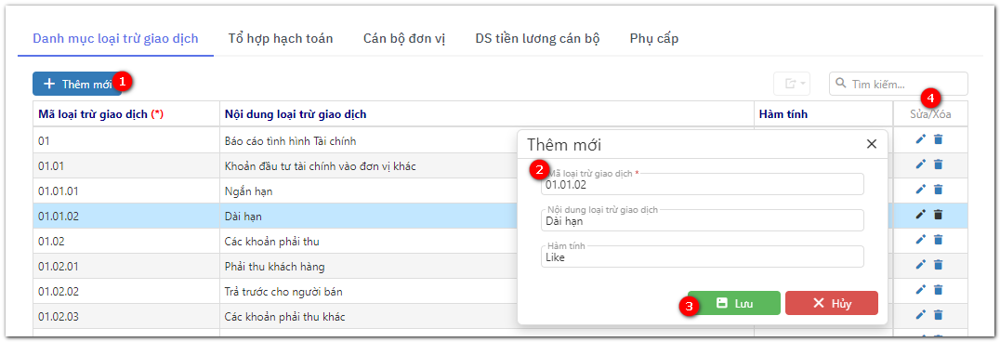 Danh mục loại trừ giao dịch Tổ hợp hạch toán Cán bộ đơn vị DS tiền lương cán bộ Phụ cấp
+ Thêm mới 1 Tìm kiếm...
4
Mã loại trừ giao dịch (*) Nội dung loại trừ giao dịch Hàm tính Sửa/Xóa
01 Báo cáo tình hình Tài chính
01.01 Khoản đầu tư tài chính vào đơn vị khác
01.01.01 Ngắn hạn
01.01.02 Dài hạn
01.02 Các khoản phải thu
01.02.01 Phải thu khách hàng
01.02.02 Trả trước cho người bán
01.02.03 Các khoản phải thu khác
Thêm mới
2 Mã loại trừ giao dịch *
01.01.02
Nội dung loại trừ giao dịch
Dài hạn
Hàm tính
Like
3 Lưu Hủy